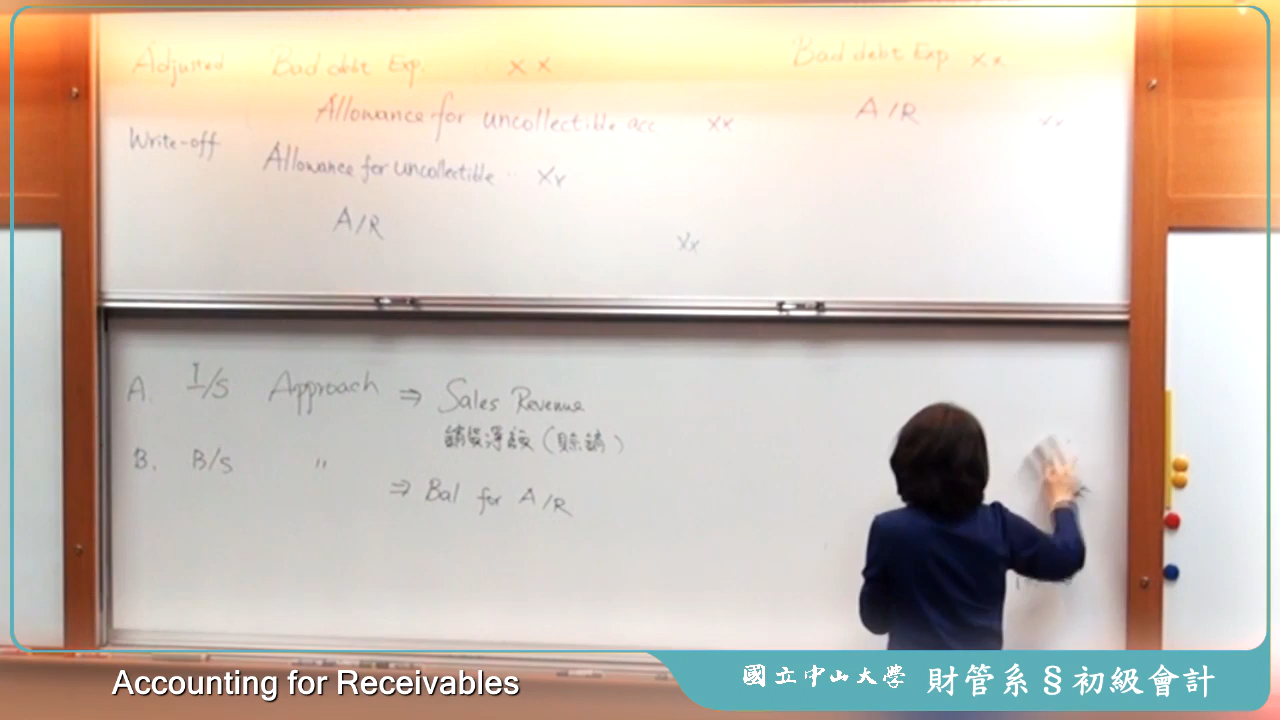 Adjusted Bad debt Exp. xx
Allowance for uncollectible acc xx
Write-off Allowance for uncollectible .. xx
A/R
xx
Bad debt Exp xx
A/R xx
A. I/S Approach ⇒ Sales Revenue
銷貨淨額(賒銷)
B. B/S "
⇒ Bal for A/R
Accounting for Receivables
國立中山大學 財管系§初級會計